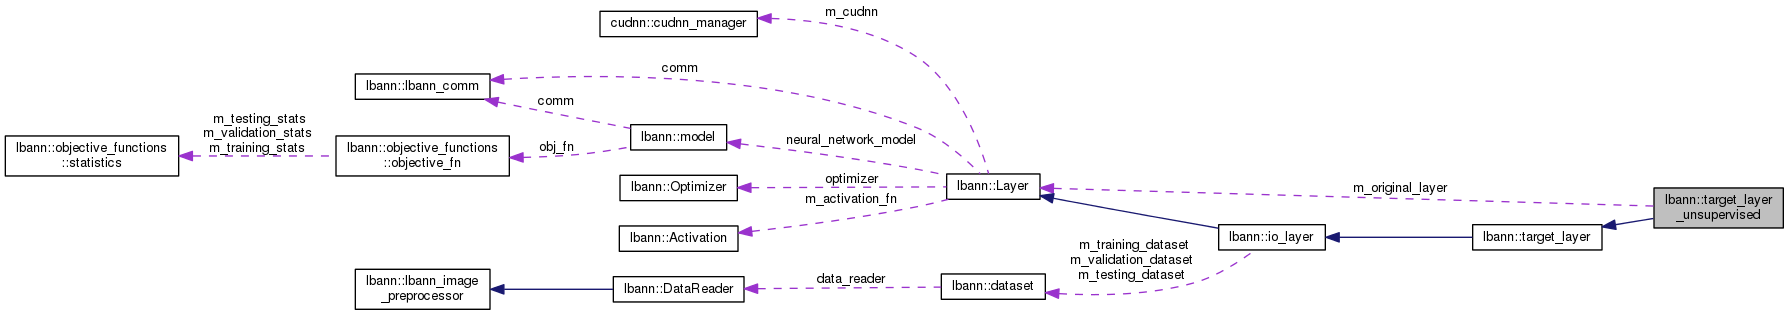 cudnn::cudnn_manager
m_cudnn
lbann::lbann_comm
comm
comm
lbann::model
neural_network_model
m_testing_stats
m_validation_stats
m_training_stats
lbann::objective_functions
::statistics
lbann::objective_functions
::objective_fn
obj_fn
lbann::Optimizer
optimizer
m_activation_fn
lbann::Layer
m_original_layer
lbann::target_layer
_unsupervised
lbann::Activation
lbann::io_layer
lbann::target_layer
m_training_dataset
m_validation_dataset
m_testing_dataset
lbann::lbann_image
_preprocessor
lbann::DataReader
data_reader
lbann::dataset